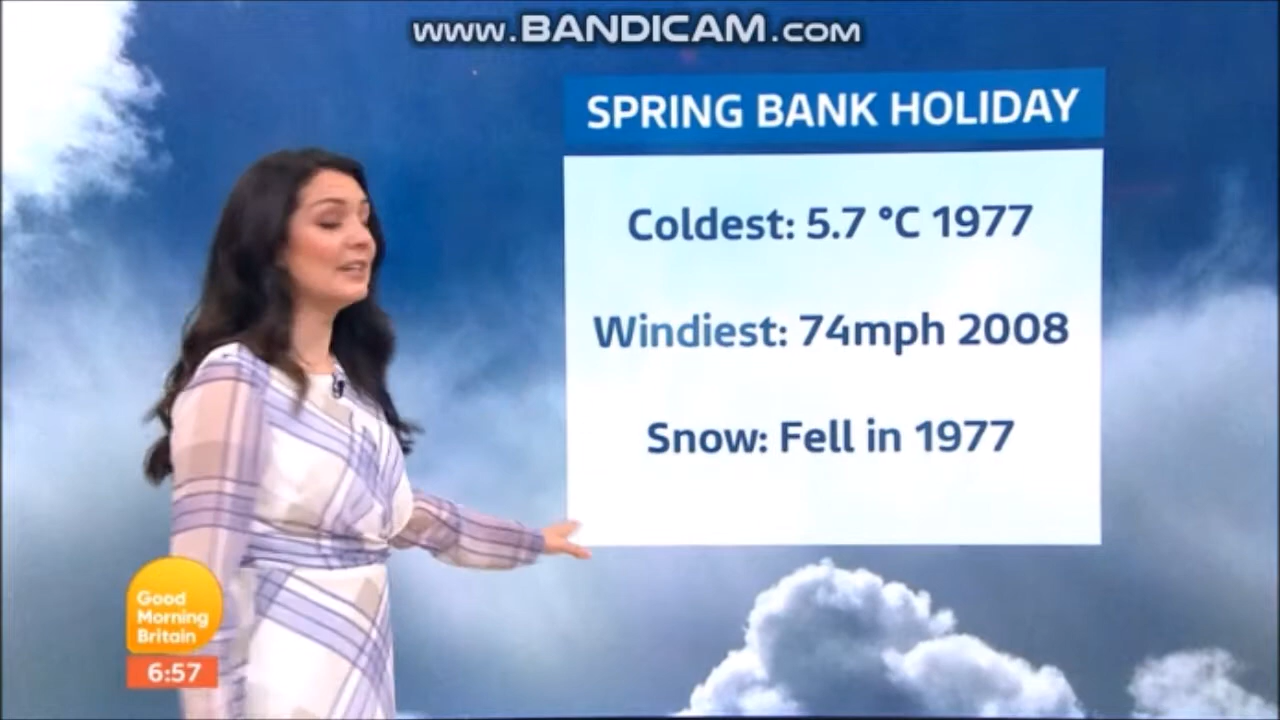 www.BANDICAM.com
SPRING BANK HOLIDAY
Coldest: 5.7 °C 1977
Windiest: 74mph 2008
Snow: Fell in 1977
Good
Morning
Britain
6:57